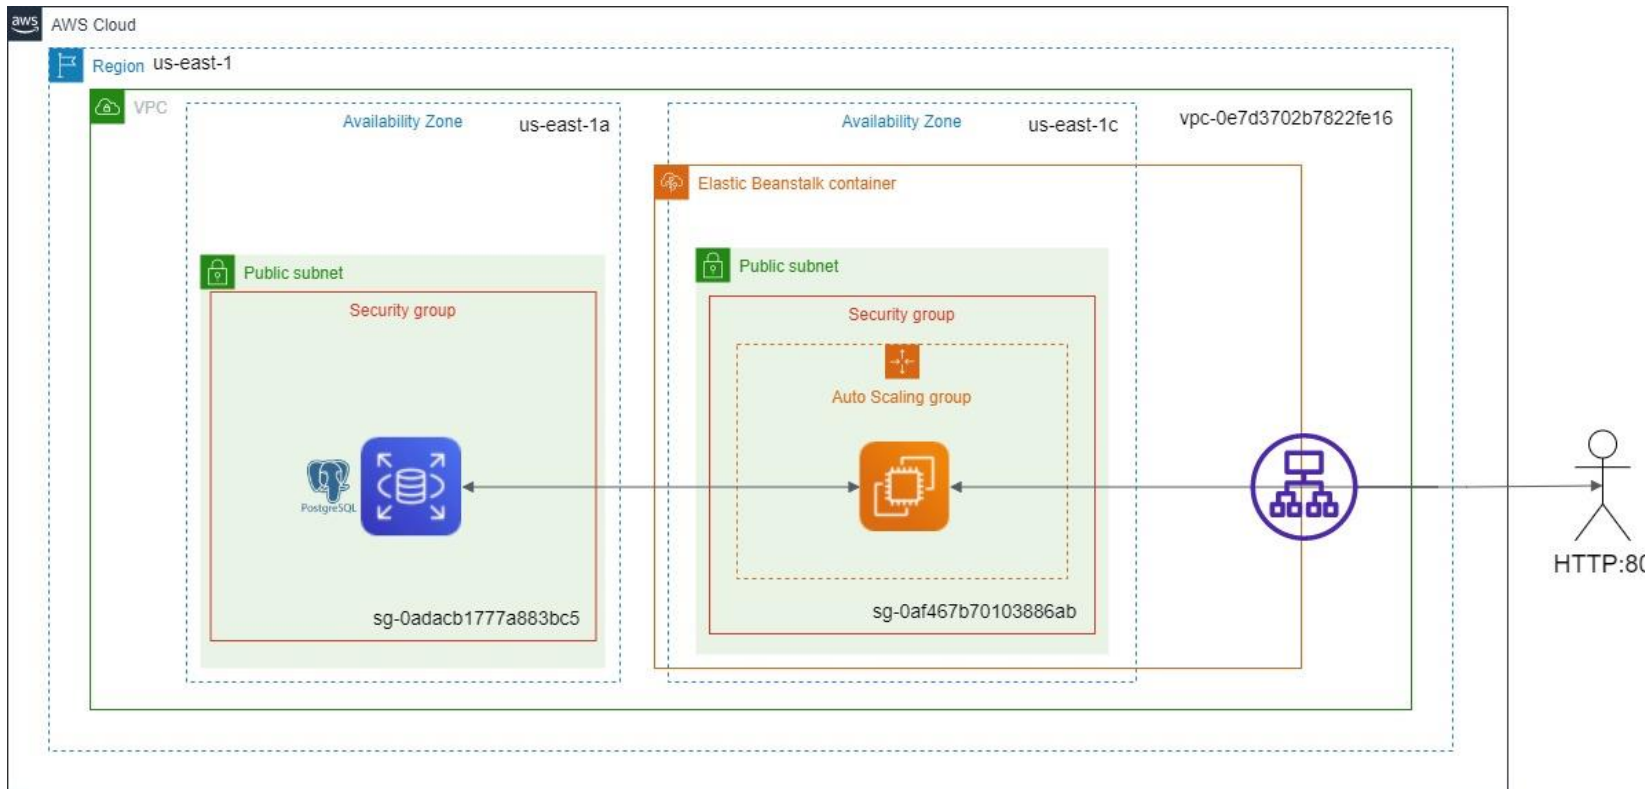 aws
AWS Cloud
Region us-east-1
VPC
Availability Zone us-east-1a
Availability Zone us-east-1c
vpc-0e7d3702b7822fe16
Elastic Beanstalk container
Public subnet
Public subnet
Security group
Security group
Auto Scaling group
PostgreSQL
HTTP:80
sg-0adacb1777a883bc5
sg-0af467b70103886ab